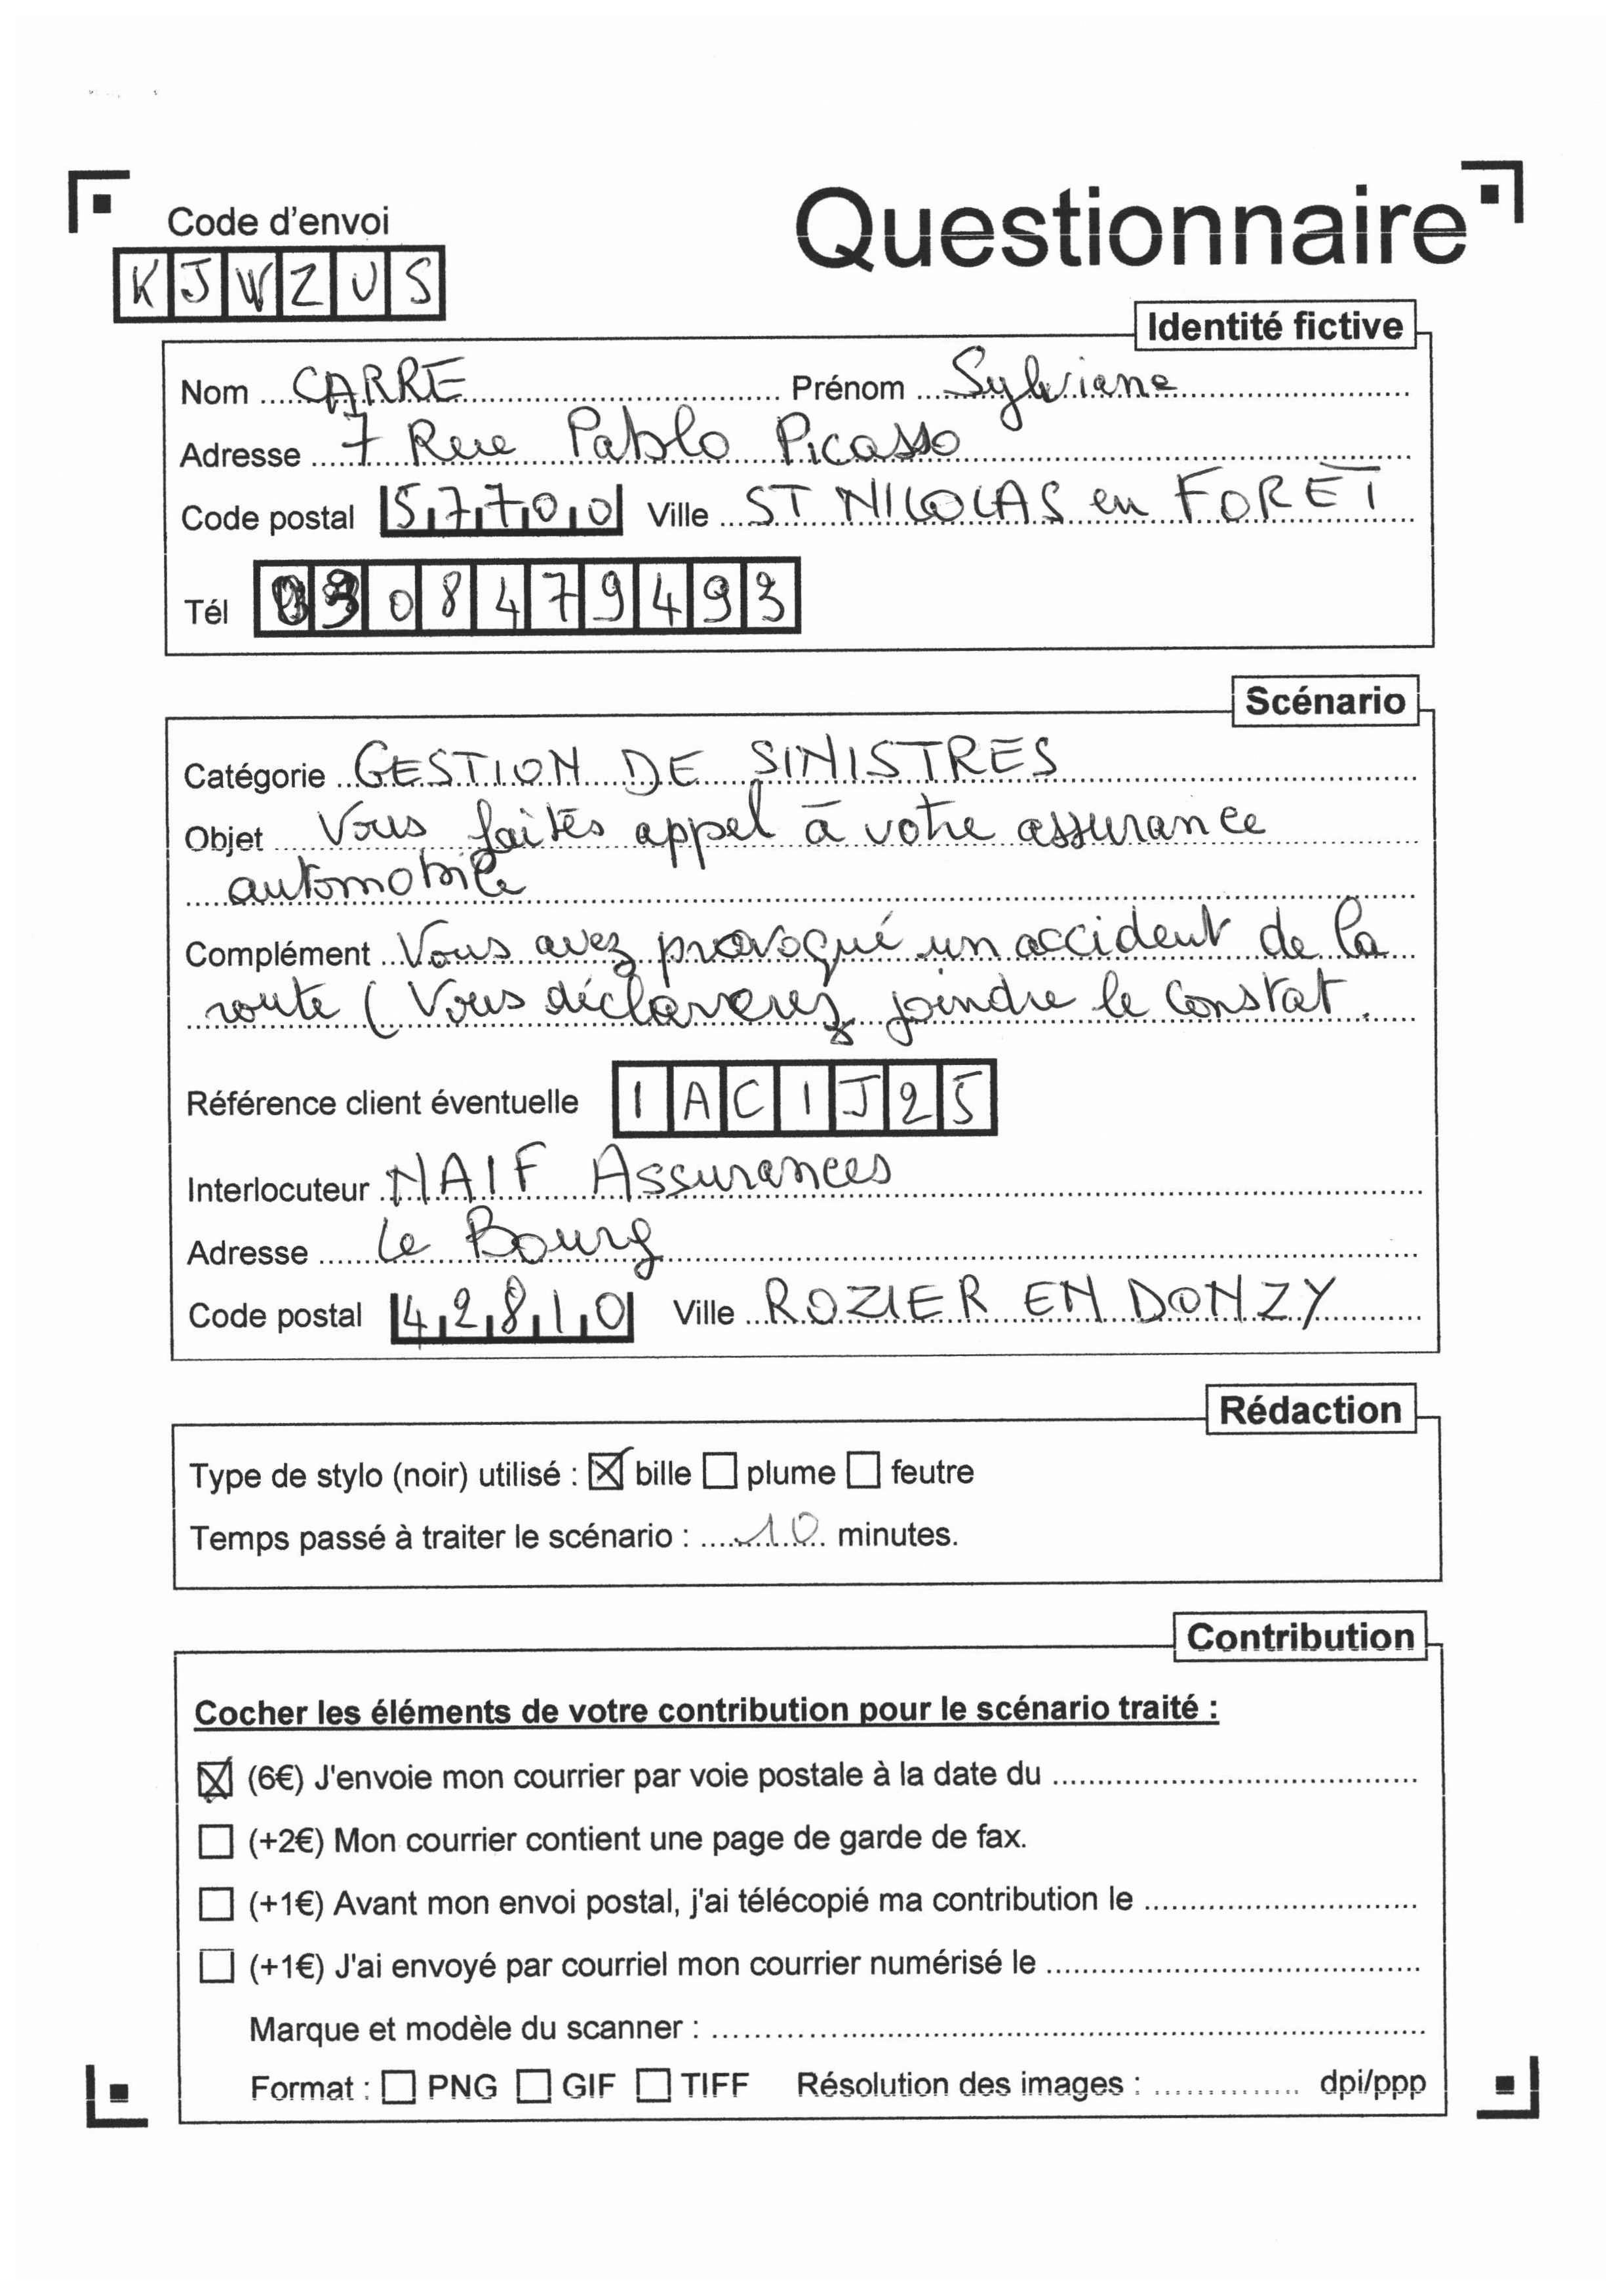 Code d'envoi
Questionnaire
KJWZUS
Identité fictive
Nom CARRE Prénom Sylviane
Adresse 7 Rue Pablo Picasso
Code postal 57700 Ville ST NICOLAS en FORET
Tél 0308479493
Scénario
Catégorie GESTION DE SINISTRES
Objet Vous faites appel à votre assurance
automobile
Complément Vous avez provoqué un accident de la
route (Vous déclarerez joindre le constat.
Référence client éventuelle 1AC1J25
Interlocuteur NAIF Assurances
Adresse Le Bourg
Code postal 42810 Ville ROZIER EN DONZY
Rédaction
Type de stylo (noir) utilisé : ☒ bille ☐ plume ☐ feutre
Temps passé à traiter le scénario : 10 minutes.
Contribution
Cocher les éléments de votre contribution pour le scénario traité :
☒ (6€) J'envoie mon courrier par voie postale à la date du
☐ (+2€) Mon courrier contient une page de garde de fax.
☐ (+1€) Avant mon envoi postal, j'ai télécopié ma contribution le
☐ (+1€) J'ai envoyé par courriel mon courrier numérisé le
Marque et modèle du scanner :
Format : ☐ PNG ☐ GIF ☐ TIFF Résolution des images : dpi/ppp